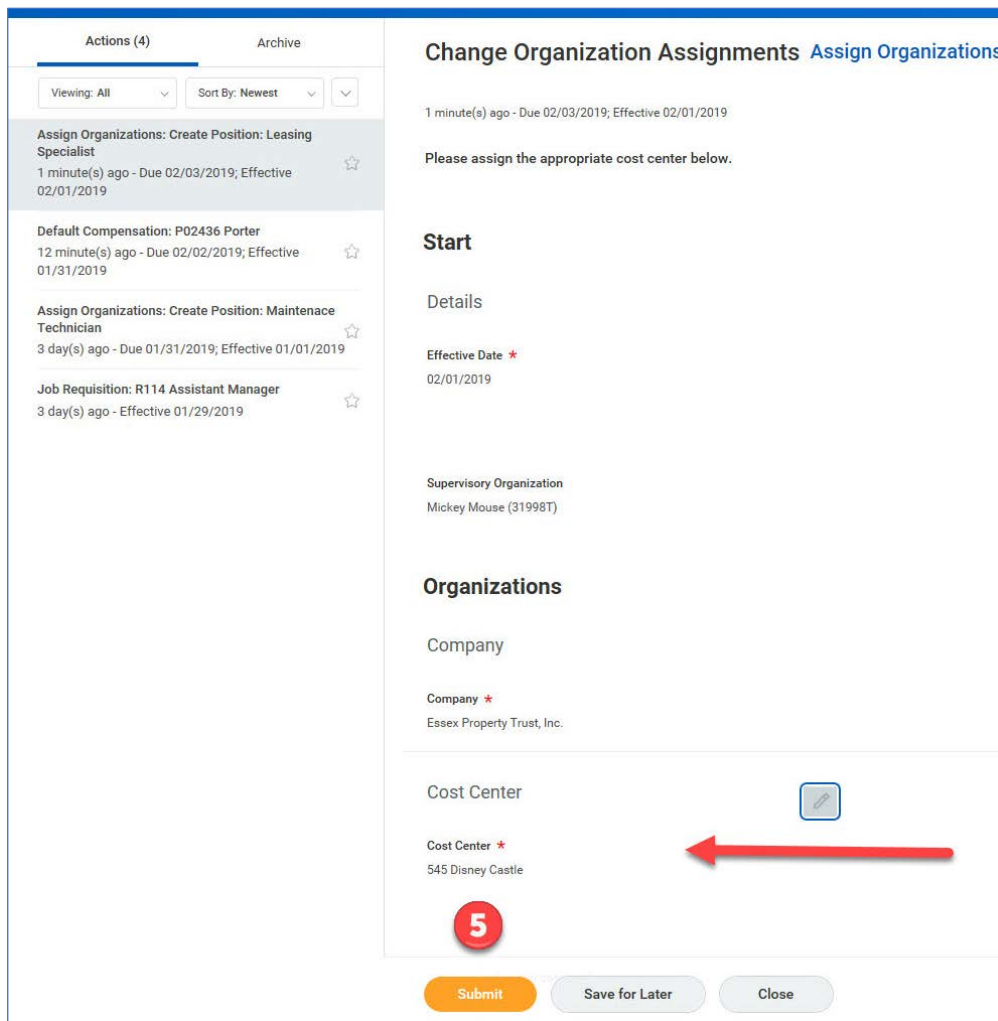 Actions (4)
Archive
Viewing: All
Sort By: Newest
Assign Organizations: Create Position: Leasing
Specialist
1 minute(s) ago - Due 02/03/2019; Effective
02/01/2019
Default Compensation: P02436 Porter
12 minute(s) ago - Due 02/02/2019; Effective
01/31/2019
Assign Organizations: Create Position: Maintenace
Technician
3 day(s) ago - Due 01/31/2019; Effective 01/01/2019
Job Requisition: R114 Assistant Manager
3 day(s) ago - Effective 01/29/2019
Change Organization Assignments Assign Organizations
1 minute(s) ago - Due 02/03/2019; Effective 02/01/2019
Please assign the appropriate cost center below.
Start
Details
Effective Date *
02/01/2019
Supervisory Organization
Mickey Mouse (31998T)
Organizations
Company
Company *
Essex Property Trust, Inc.
Cost Center
Cost Center *
545 Disney Castle
5
Submit
Save for Later
Close